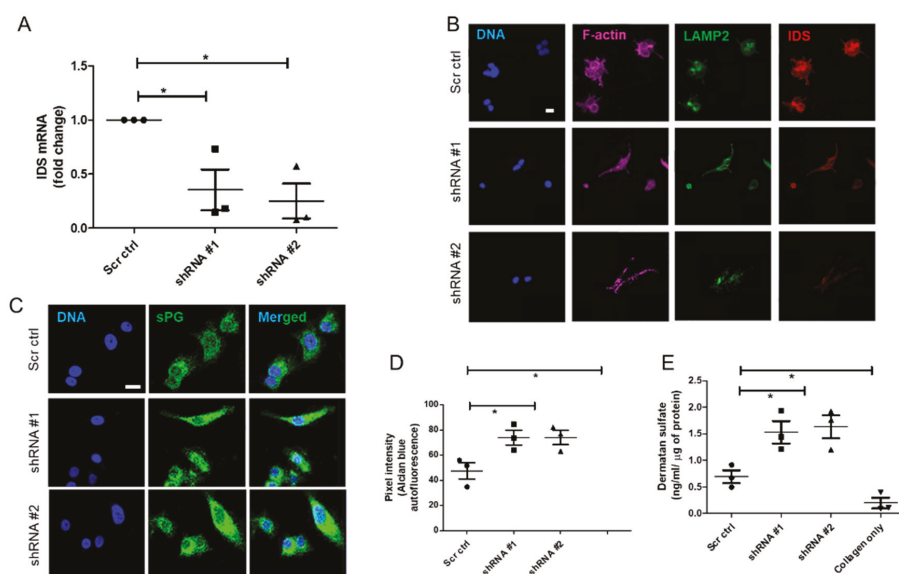 A
IDS mRNA
(fold change)
1.5
1.0
0.5
0.0
*
*
Scr ctrl
shRNA #1
shRNA #2
B
DNA
F-actin
LAMP2
IDS
Scr ctrl
shRNA #1
shRNA #2
C
DNA
sPG
Merged
Scr ctrl
shRNA #1
shRNA #2
D
Pixel intensity
(Alcian blue
autofluorescence)
100
80
60
40
20
0
*
*
Scr ctrl
shRNA #1
shRNA #2
E
Dermatan sulfate
(ng/ml/ µg of protein)
2.5
2.0
1.5
1.0
0.5
0.0
*
*
Scr ctrl
shRNA #1
shRNA #2
Collagen only